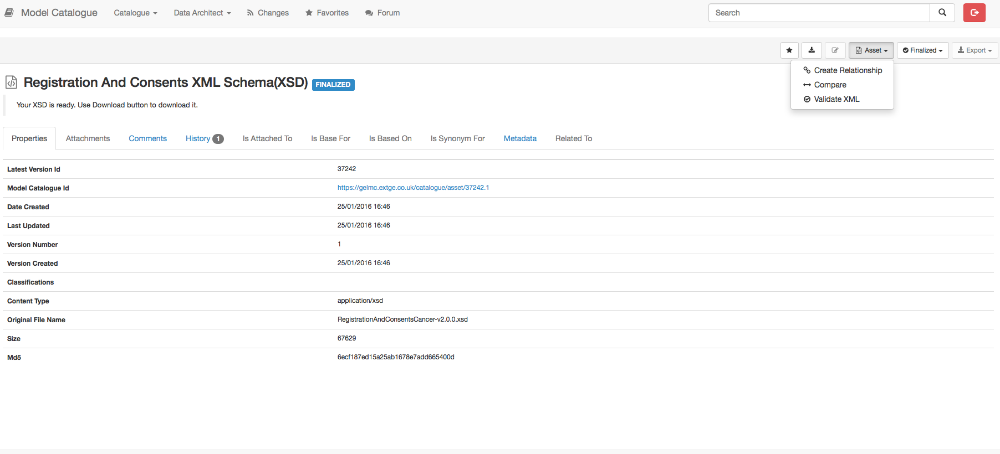 Model Catalogue Catalogue Data Architect Changes Favorites Forum Search
Asset Finalized Export
Create Relationship
Compare
Validate XML
Registration And Consents XML Schema(XSD) FINALIZED
Your XSD is ready. Use Download button to download it.
Properties Attachments Comments History 1 Is Attached To Is Base For Is Based On Is Synonym For Metadata Related To
Latest Version Id 37242
Model Catalogue Id https://gelmc.extge.co.uk/catalogue/asset/37242.1
Date Created 25/01/2016 16:46
Last Updated 25/01/2016 16:46
Version Number 1
Version Created 25/01/2016 16:46
Classifications
Content Type application/xsd
Original File Name RegistrationAndConsentsCancer-v2.0.0.xsd
Size 67629
Md5 6ecf187ed15a25ab1678e7add665400d